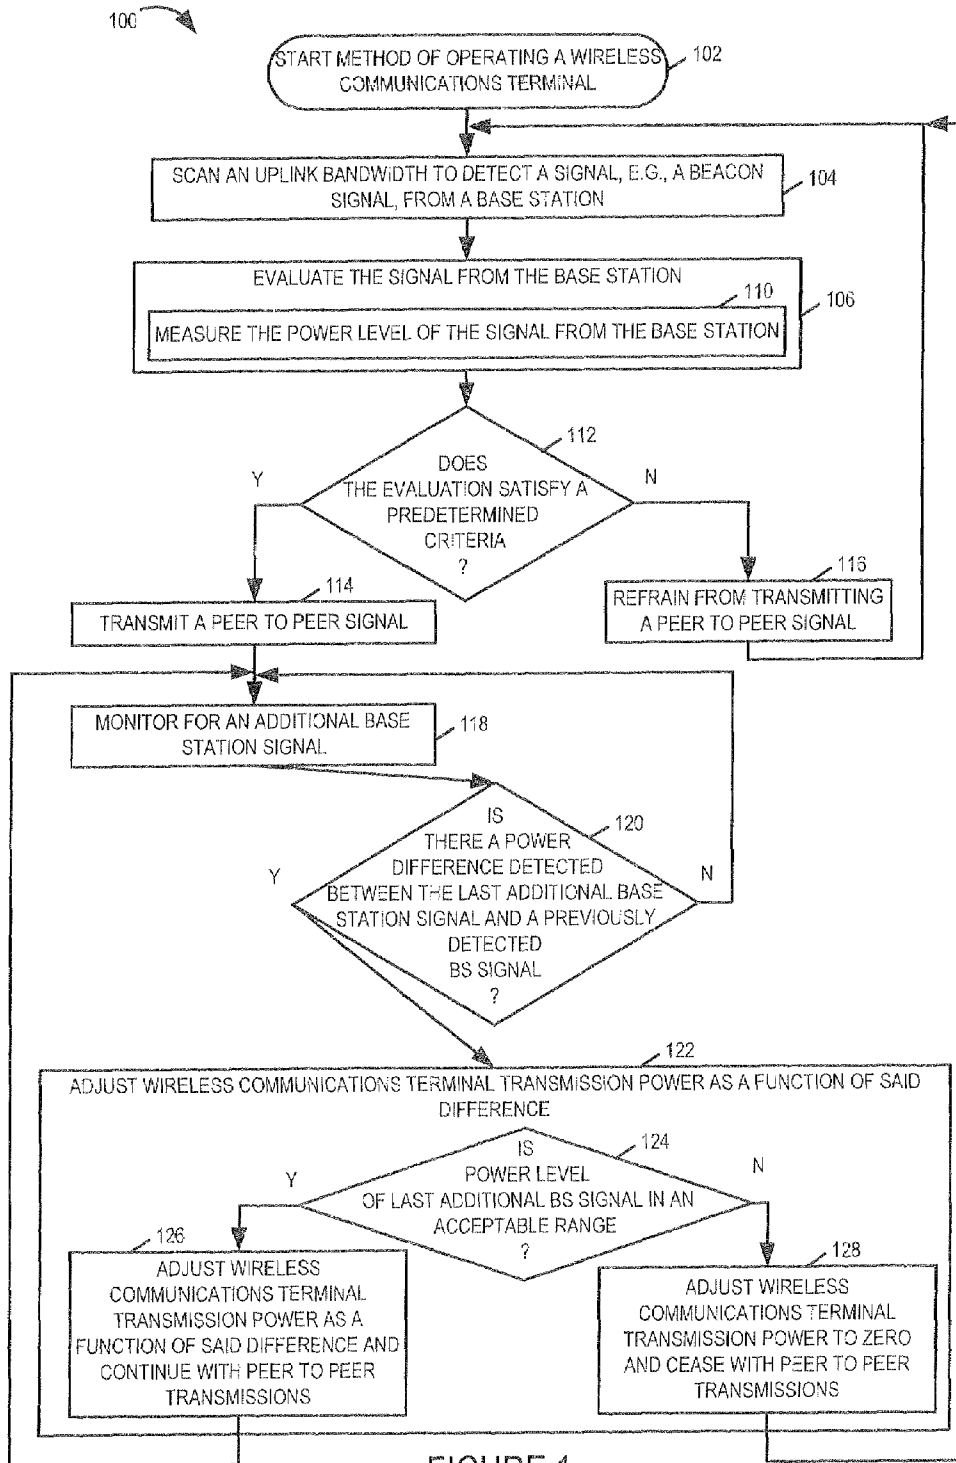 100
START METHOD OF OPERATING A WIRELESS
COMMUNICATIONS TERMINAL
102
SCAN AN UPLINK BANDWIDTH TO DETECT A SIGNAL, E.G., A BEACON
SIGNAL, FROM A BASE STATION
104
EVALUATE THE SIGNAL FROM THE BASE STATION
110
106
MEASURE THE POWER LEVEL OF THE SIGNAL FROM THE BASE STATION
112
DOES
THE EVALUATION SATISFY A
PREDETERMINED
CRITERIA
?
Y
N
114
TRANSMIT A PEER TO PEER SIGNAL
116
REFRAIN FROM TRANSMITTING
A PEER TO PEER SIGNAL
MONITOR FOR AN ADDITIONAL BASE
STATION SIGNAL
118
IS
THERE A POWER
DIFFERENCE DETECTED
BETWEEN THE LAST ADDITIONAL BASE
STATION SIGNAL AND A PREVIOUSLY
DETECTED
BS SIGNAL
?
120
Y
N
122
ADJUST WIRELESS COMMUNICATIONS TERMINAL TRANSMISSION POWER AS A FUNCTION OF SAID
DIFFERENCE
IS
POWER LEVEL
OF LAST ADDITIONAL BS SIGNAL IN AN
ACCEPTABLE RANGE
?
124
Y
N
126
ADJUST WIRELESS
COMMUNICATIONS TERMINAL
TRANSMISSION POWER AS A
FUNCTION OF SAID DIFFERENCE AND
CONTINUE WITH PEER TO PEER
TRANSMISSIONS
128
ADJUST WIRELESS
COMMUNICATIONS TERMINAL
TRANSMISSION POWER TO ZERO
AND CEASE WITH PEER TO PEER
TRANSMISSIONS
FIGURE 1